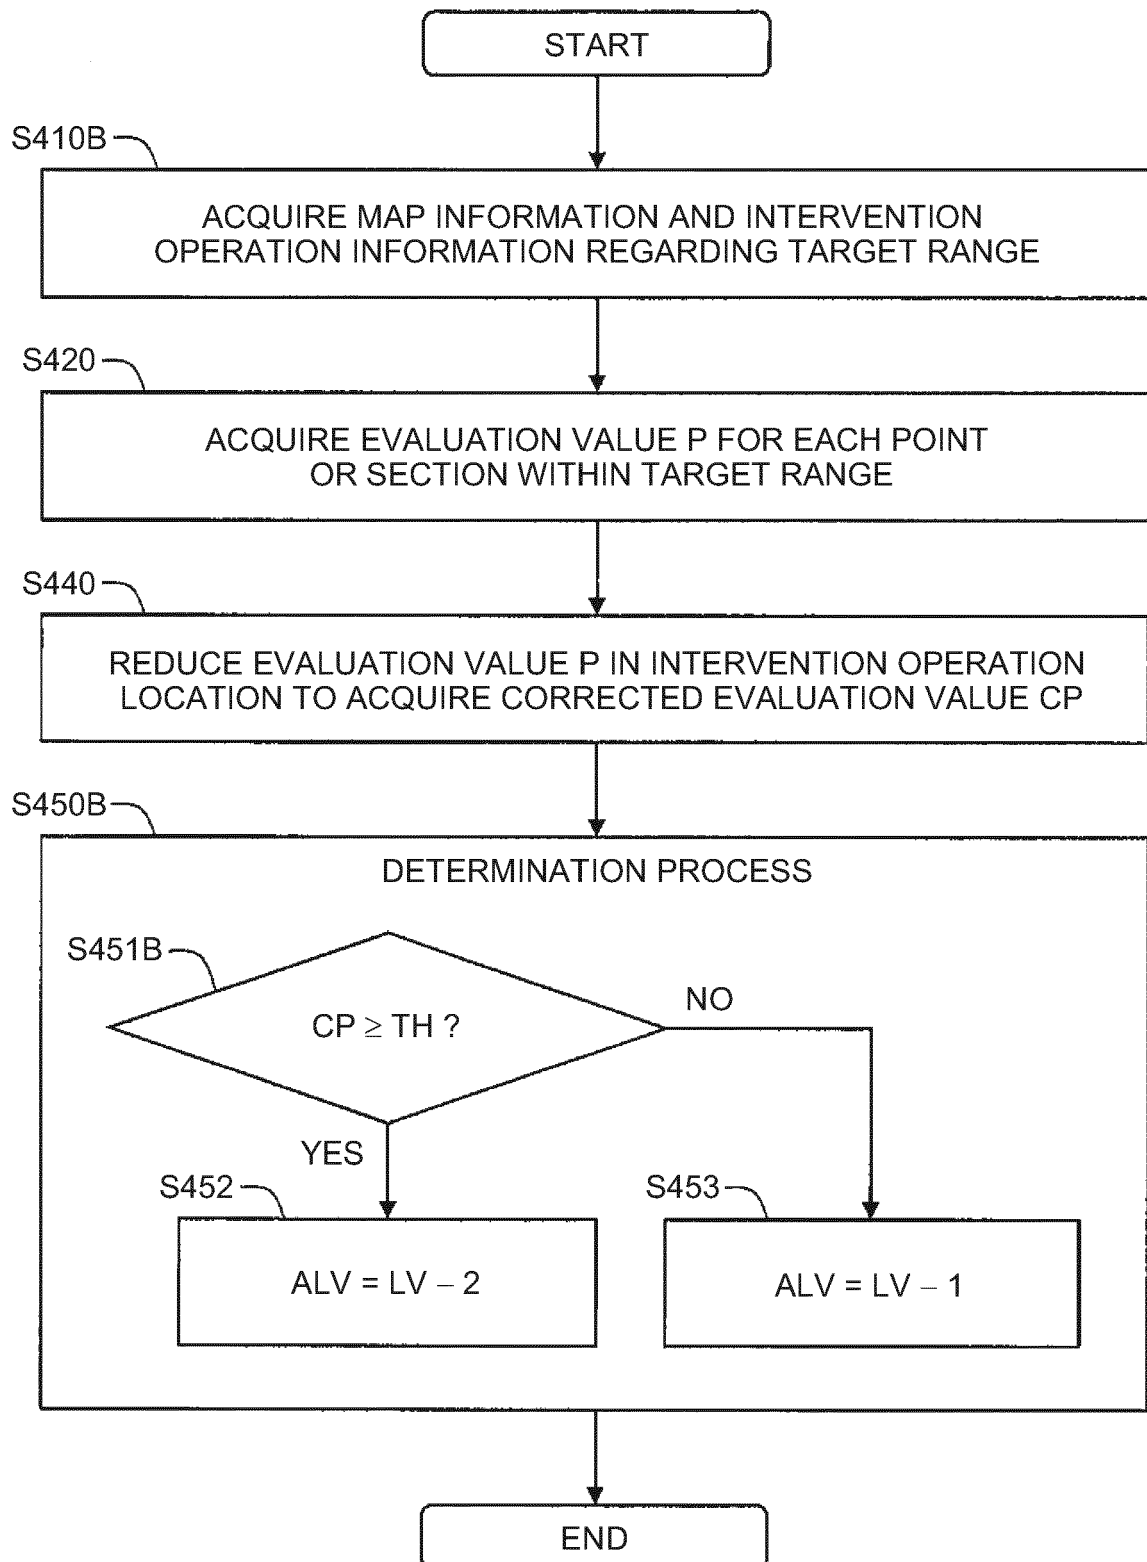 START
S410B
ACQUIRE MAP INFORMATION AND INTERVENTION
OPERATION INFORMATION REGARDING TARGET RANGE
S420
ACQUIRE EVALUATION VALUE P FOR EACH POINT
OR SECTION WITHIN TARGET RANGE
S440
REDUCE EVALUATION VALUE P IN INTERVENTION OPERATION
LOCATION TO ACQUIRE CORRECTED EVALUATION VALUE CP
S450B
DETERMINATION PROCESS
S451B
CP ≥ TH ?
NO
YES
S452
ALV = LV – 2
S453
ALV = LV – 1
END